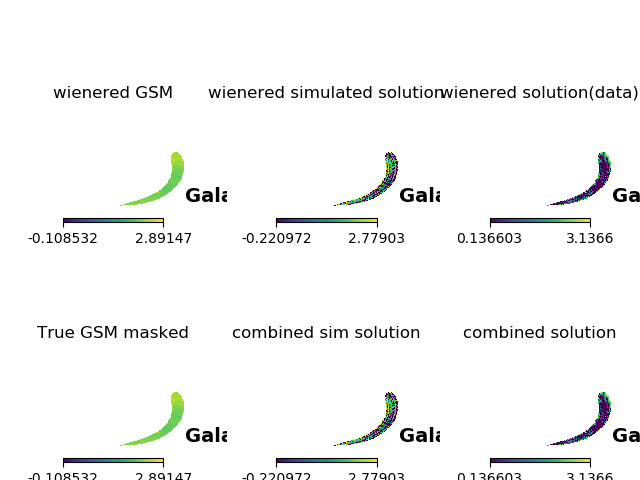 wienered GSM
wienered simulated solution
wienered solution(data)
Gala
Gala
Ga
-0.108532 2.89147
-0.220972 2.77903
0.136603 3.1366
True GSM masked
combined sim solution
combined solution
Gala
Gala
Ga
-0.108532 2.89147
-0.220972 2.77903
0.136603 3.1366